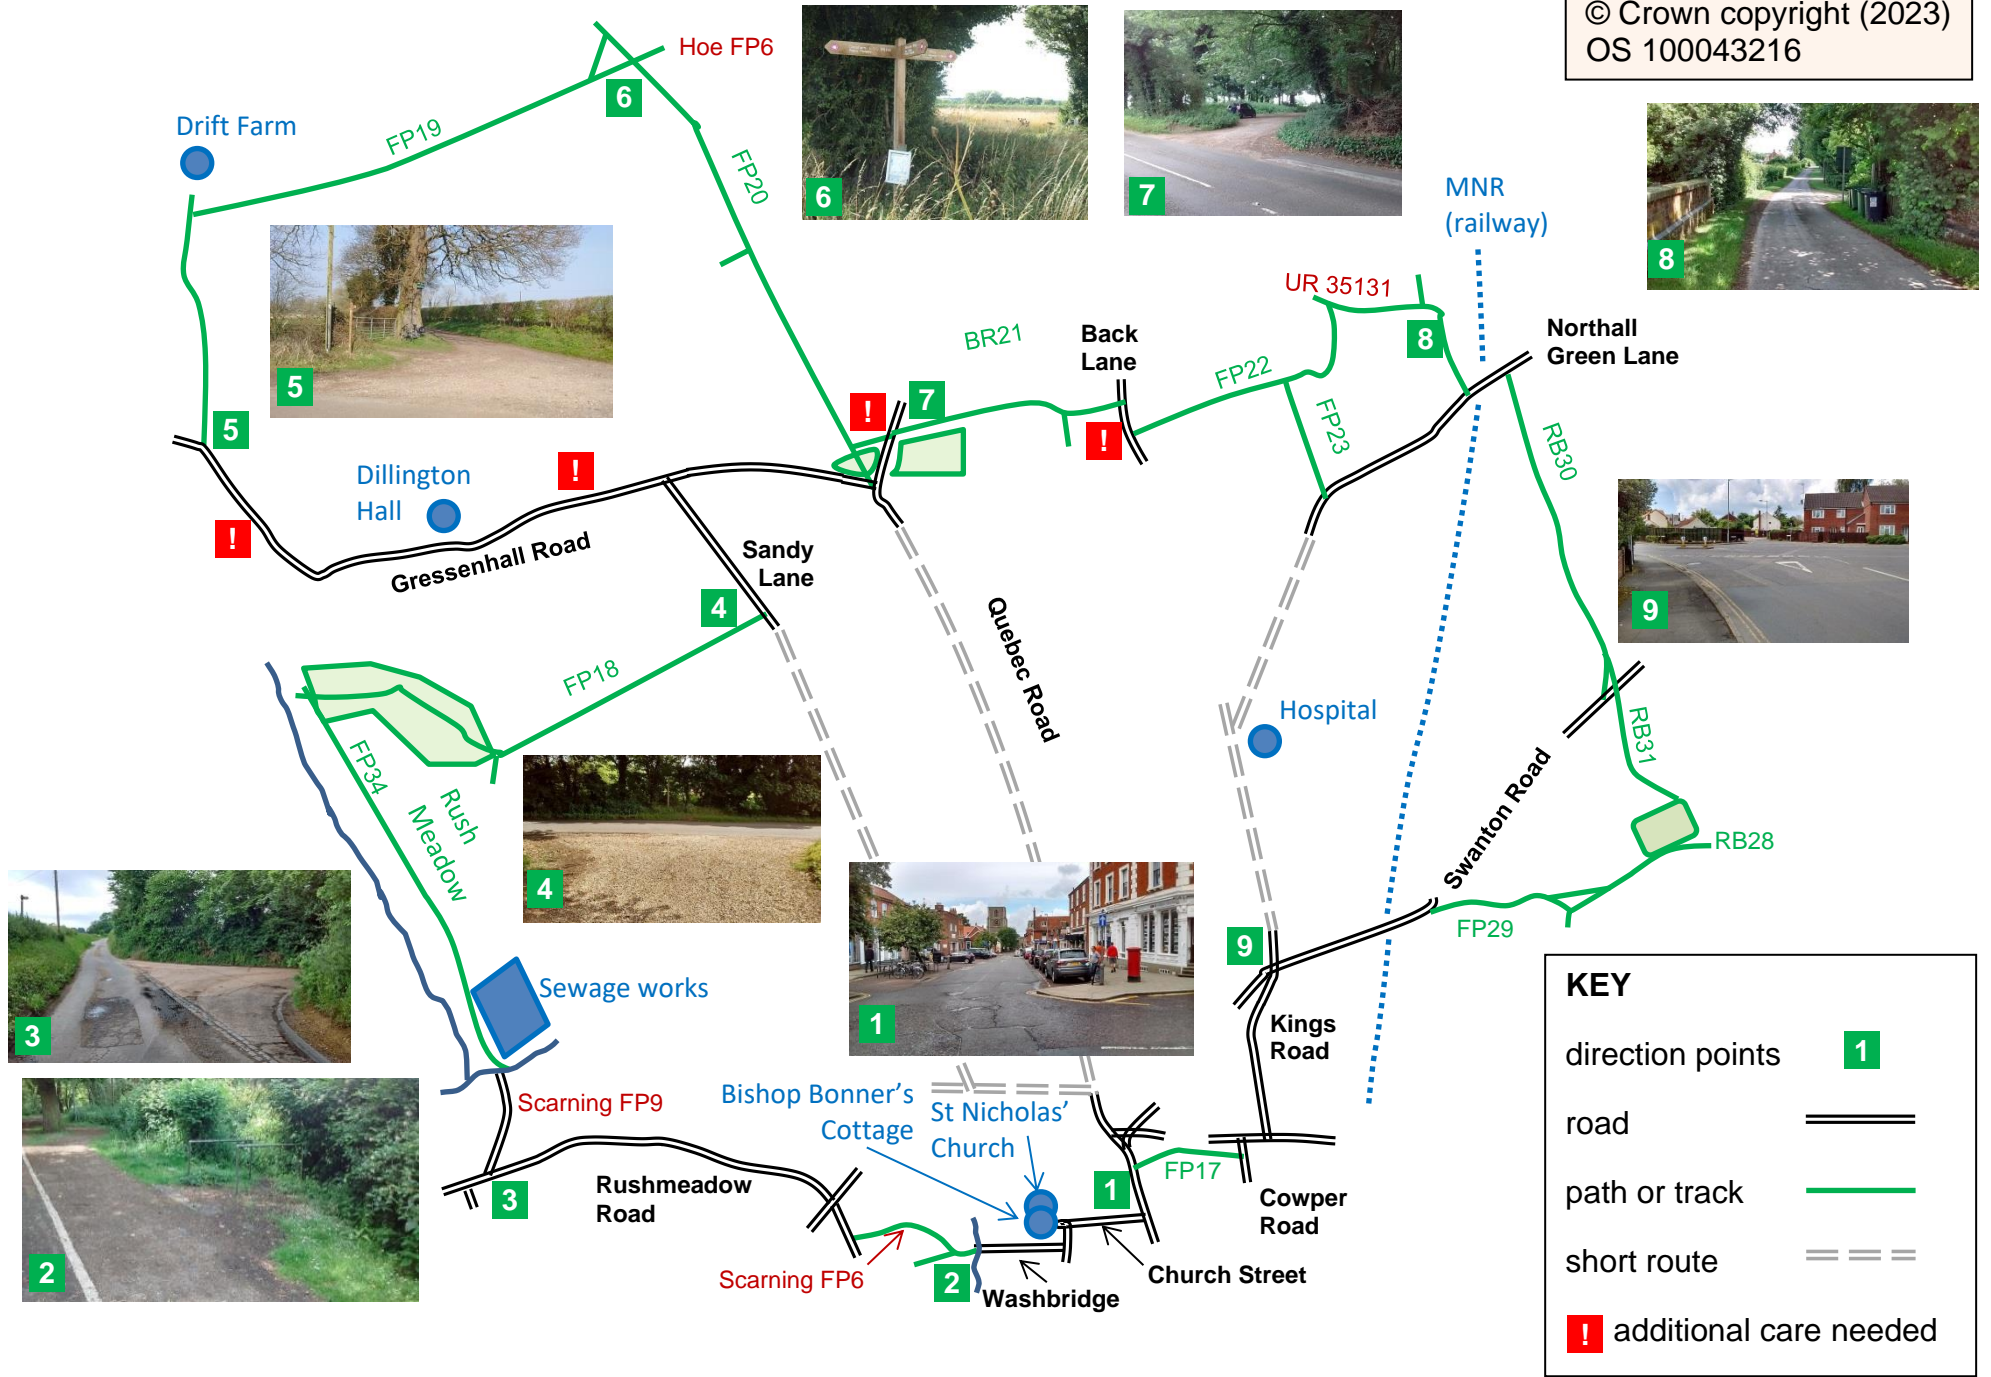 © Crown copyright (2023)
OS 100043216
Hoe FP6
6
Drift Farm
FP19
FP20
6
7
MNR
(railway)
8
UR 35131
8
Northall
Green Lane
BR21
Back
Lane
FP22
FP23
RB30
5
5
!
7
!
!
!
Dillington
Hall
Gressenhall Road
Sandy
Lane
4
Quebec Road
9
FP18
Hospital
RB31
FP34
Rush
Meadow
4
Swanton Road
RB28
FP29
9
1
3
Sewage works
Kings
Road
Scarning FP9
Bishop Bonner's
Cottage
St Nicholas'
Church
2
3
Rushmeadow
Road
1
FP17
Cowper
Road
Scarning FP6
2
Washbridge
Church Street
KEY
direction points 1
road
path or track
short route
! additional care needed